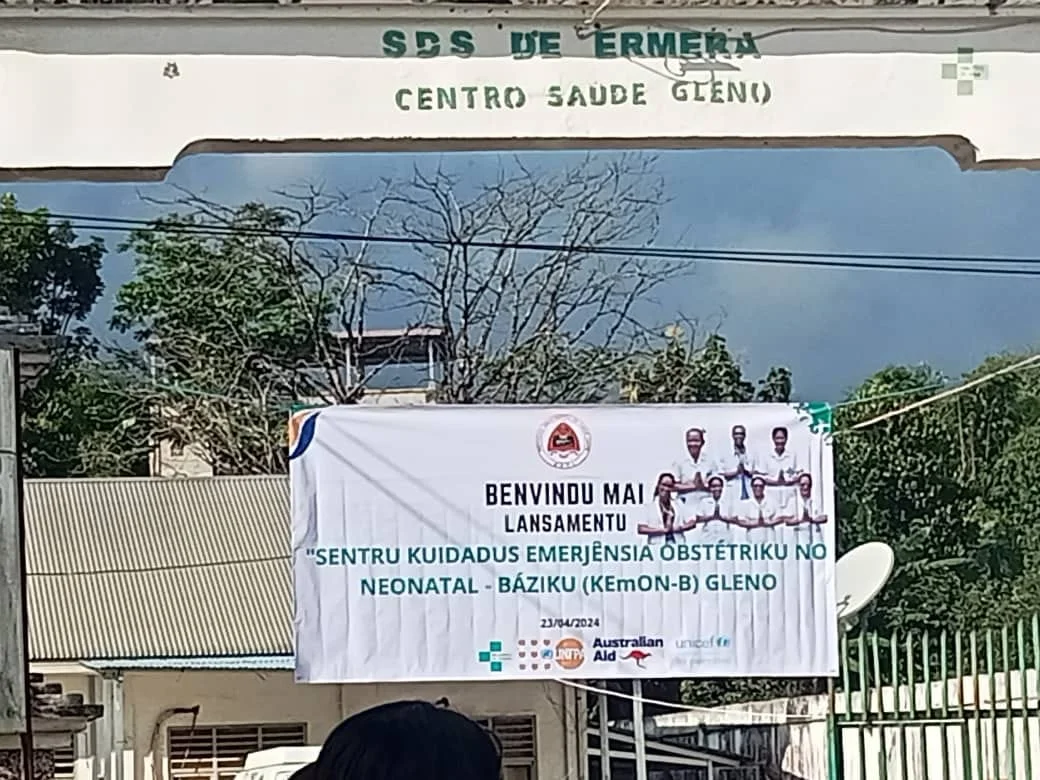 SDS DE ERMERA
CENTRO SAUDE GLENO
BENVINDU MAI
LANSAMENTU
"SENTRU KUIDADUS EMERJÊNSIA OBSTÉTRIKU NO
NEONATAL - BÁZIKU (KEmON-B) GLENO
23/04/2024
UNFPA
Australian
Aid
unicef